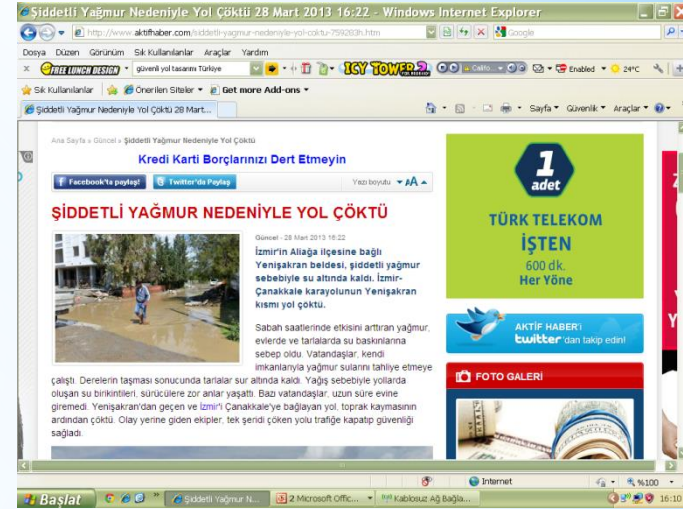 Şiddetli Yağmur Nedeniyle Yol Çöktü 28 Mart 2013 16:22 - Windows Internet Explorer
http://www.aktifhaber.com/siddetli-yagmur-nedeniyle-yol-coktu-759283h.htm
Google
Dosya Düzen Görünüm Sık Kullanılanlar Araçlar Yardım
FREE LUNCH DESIGN güvenli yol tasarımı Türkiye ICY TOWER 2 Enabled 24°C
Sık Kullanılanlar Önerilen Siteler Get more Add-ons
Şiddetli Yağmur Nedeniyle Yol Çöktü 28 Mart...
Sayfa Güvenlik Araçlar
Ana Sayfa » Güncel » Şiddetli Yağmur Nedeniyle Yol Çöktü
Kredi Karti Borçlarınızı Dert Etmeyin
Facebook'ta paylaş! Twitter'da Paylaş Yazı boyutu AA
ŞİDDETLİ YAĞMUR NEDENİYLE YOL ÇÖKTÜ
Güncel - 28 Mart 2013 16:22
İzmir'in Aliağa ilçesine bağlı
Yenişakran beldesi, şiddetli yağmur
sebebiyle su altında kaldı. İzmir-
Çanakkale karayolunun Yenişakran
kısmı yol çöktü.
Sabah saatlerinde etkisini arttıran yağmur,
evlerde ve tarlalarda su baskınlarına
sebep oldu. Vatandaşlar, kendi
imkanlarıyla yağmur sularını tahliye etmeye
çalıştı. Derelerin taşması sonucunda tarlalar sur altında kaldı. Yağış sebebiyle yollarda
oluşan su birikintileri, sürücülere zor anlar yaşattı. Bazı vatandaşlar, uzun süre evine
giremedi. Yenişakran'dan geçen ve İzmir'i Çanakkale'ye bağlayan yol, toprak kaymasının
ardından çöktü. Olay yerine giden ekipler, tek şeridi çöken yolu trafiğe kapatıp güvenliği
sağladı.
1
adet
TÜRK TELEKOM
İŞTEN
600 dk.
Her Yöne
AKTİF HABER'i
twitter'dan takip edin!
FOTO GALERİ
Internet %100
Başlat Şiddetli Yağmur N... 2 Microsoft Offic... Kablosuz Ağ Bağla... 16:10